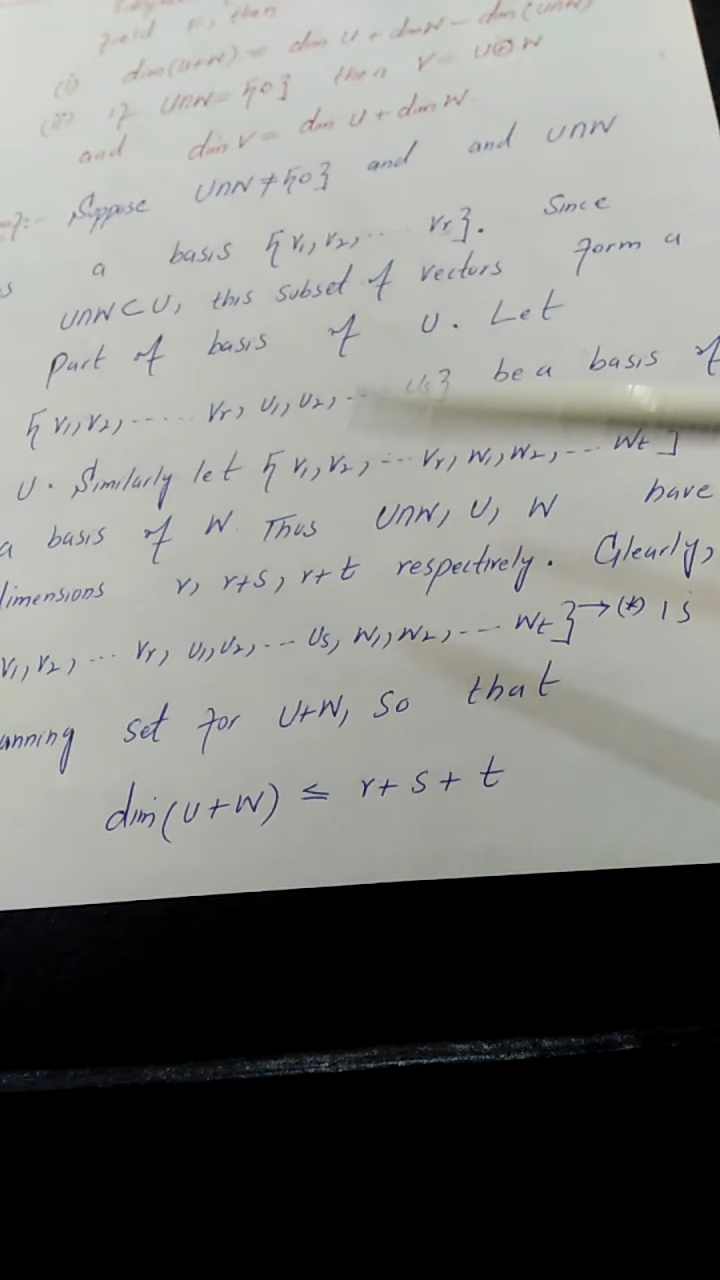 field F, then
(i) dim(U+W) = dim U + dim W - dim(U∩W)
(ii) if U∩W = {0} then V = U⊕W
and dim V = dim U + dim W
:- Suppose U∩W ≠ {0} and and U∩W
a basis {v₁, v₂, ... vr}. Since
U∩W ⊂ U, this subset of vectors form a
part of basis of U. Let
{v₁, v₂, ..... vr, u₁, u₂, ... us} be a basis of
U. Similarly let {v₁, v₂, ... vr, w₁, w₂, ... wt}
a basis of W. Thus U∩W, U, W have
dimensions r, r+s, r+t respectively. Clearly,
v₁, v₂, ... vr, u₁, u₂, ... us, w₁, w₂, ... wt} → (*) is
anning set for U+W, so that
dim(U+W) ≤ r+s+t